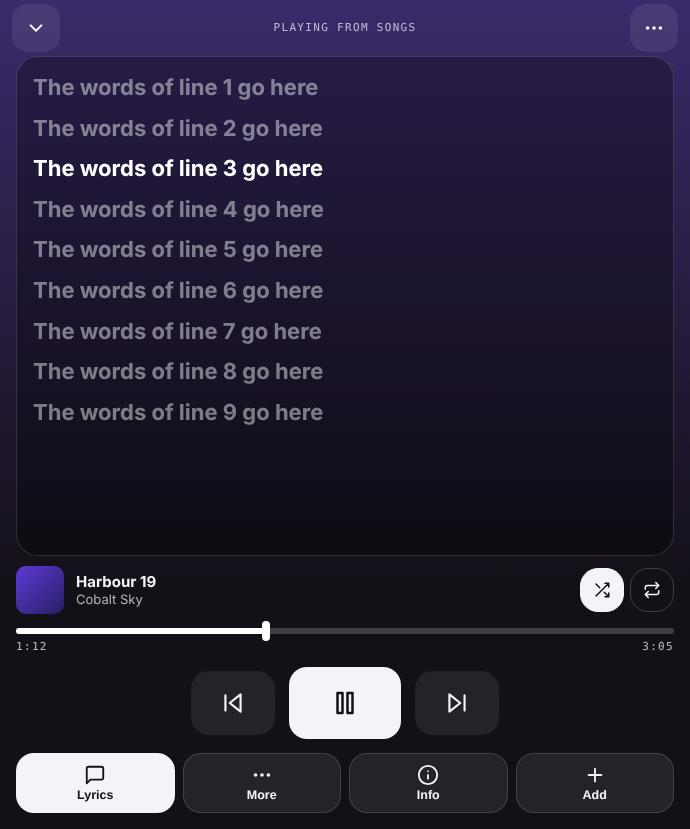 PLAYING FROM SONGS
The words of line 1 go here
The words of line 2 go here
The words of line 3 go here
The words of line 4 go here
The words of line 5 go here
The words of line 6 go here
The words of line 7 go here
The words of line 8 go here
The words of line 9 go here
Harbour 19
Cobalt Sky
1:12 3:05
Lyrics More Info Add